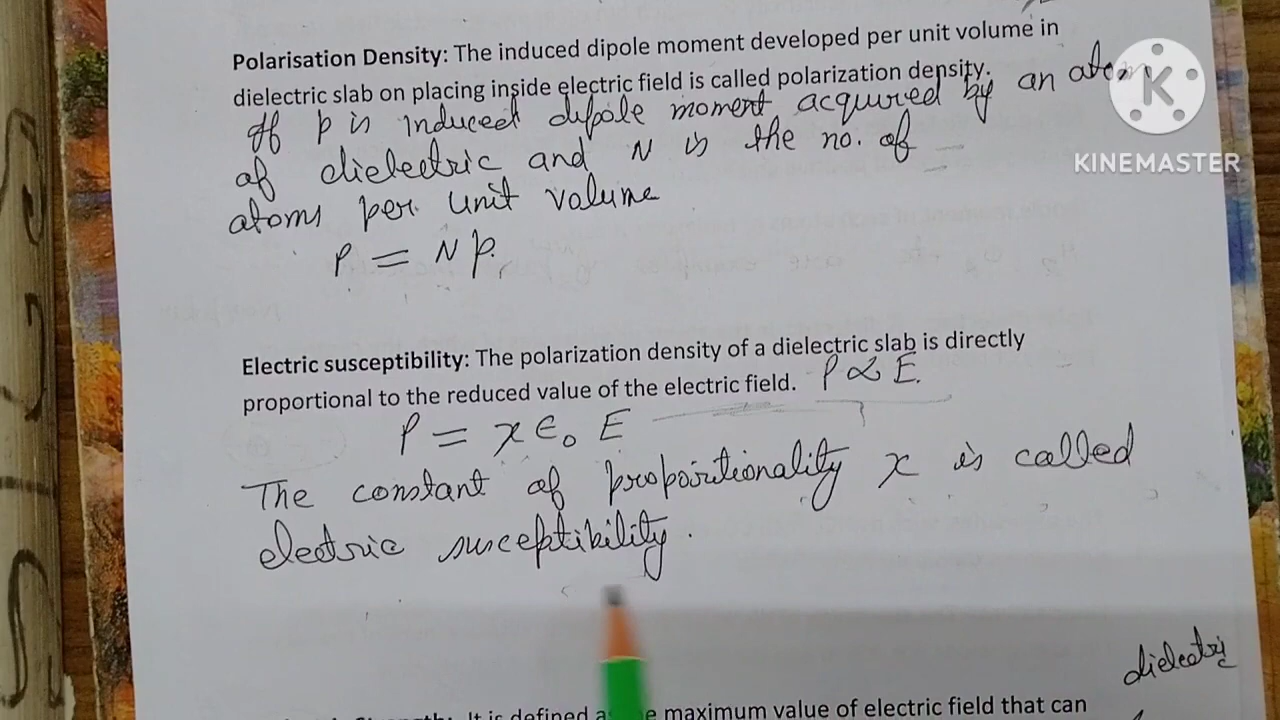 Polarisation Density: The induced dipole moment developed per unit volume in
dielectric slab on placing inside electric field is called polarization density.
If p is induced dipole moment acquired by an atom
of dielectric and N is the no. of
atoms per unit volume
P = N p.
Electric susceptibility: The polarization density of a dielectric slab is directly
proportional to the reduced value of the electric field. P ∝ E.
P = χ ϵ₀ E
The constant of proportionality χ is called
electric susceptibility.
dielectric
It is defined maximum value of electric field that can
K
KINEMASTER